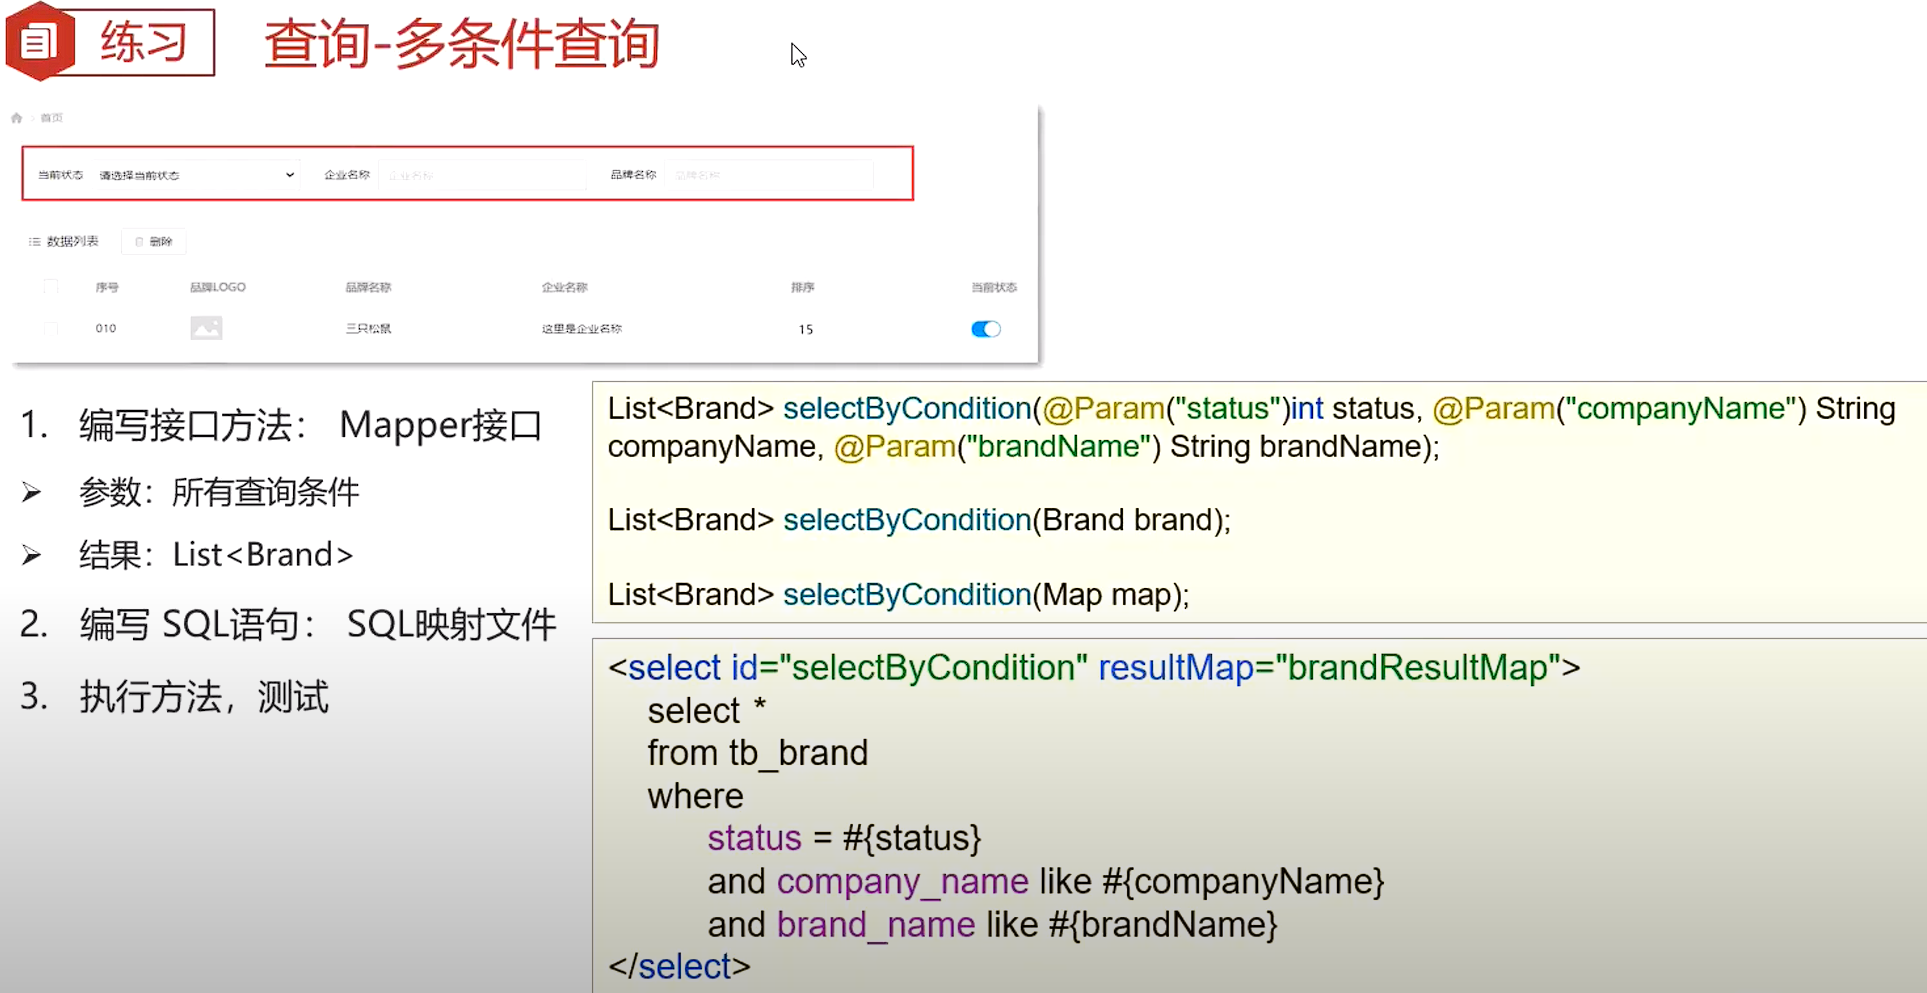 练习
查询-多条件查询
首页
当前状态 请选择当前状态 企业名称 企业名称 品牌名称 品牌名称
数据列表 删除
序号 品牌LOGO 品牌名称 企业名称 排序 当前状态
010 三只松鼠 这里是企业名称 15
1. 编写接口方法： Mapper接口
➢ 参数：所有查询条件
➢ 结果：List<Brand>
2. 编写 SQL语句： SQL映射文件
3. 执行方法，测试
List<Brand> selectByCondition(@Param("status")int status, @Param("companyName") String
companyName, @Param("brandName") String brandName);
List<Brand> selectByCondition(Brand brand);
List<Brand> selectByCondition(Map map);
<select id="selectByCondition" resultMap="brandResultMap">
select *
from tb_brand
where
status = #{status}
and company_name like #{companyName}
and brand_name like #{brandName}
</select>